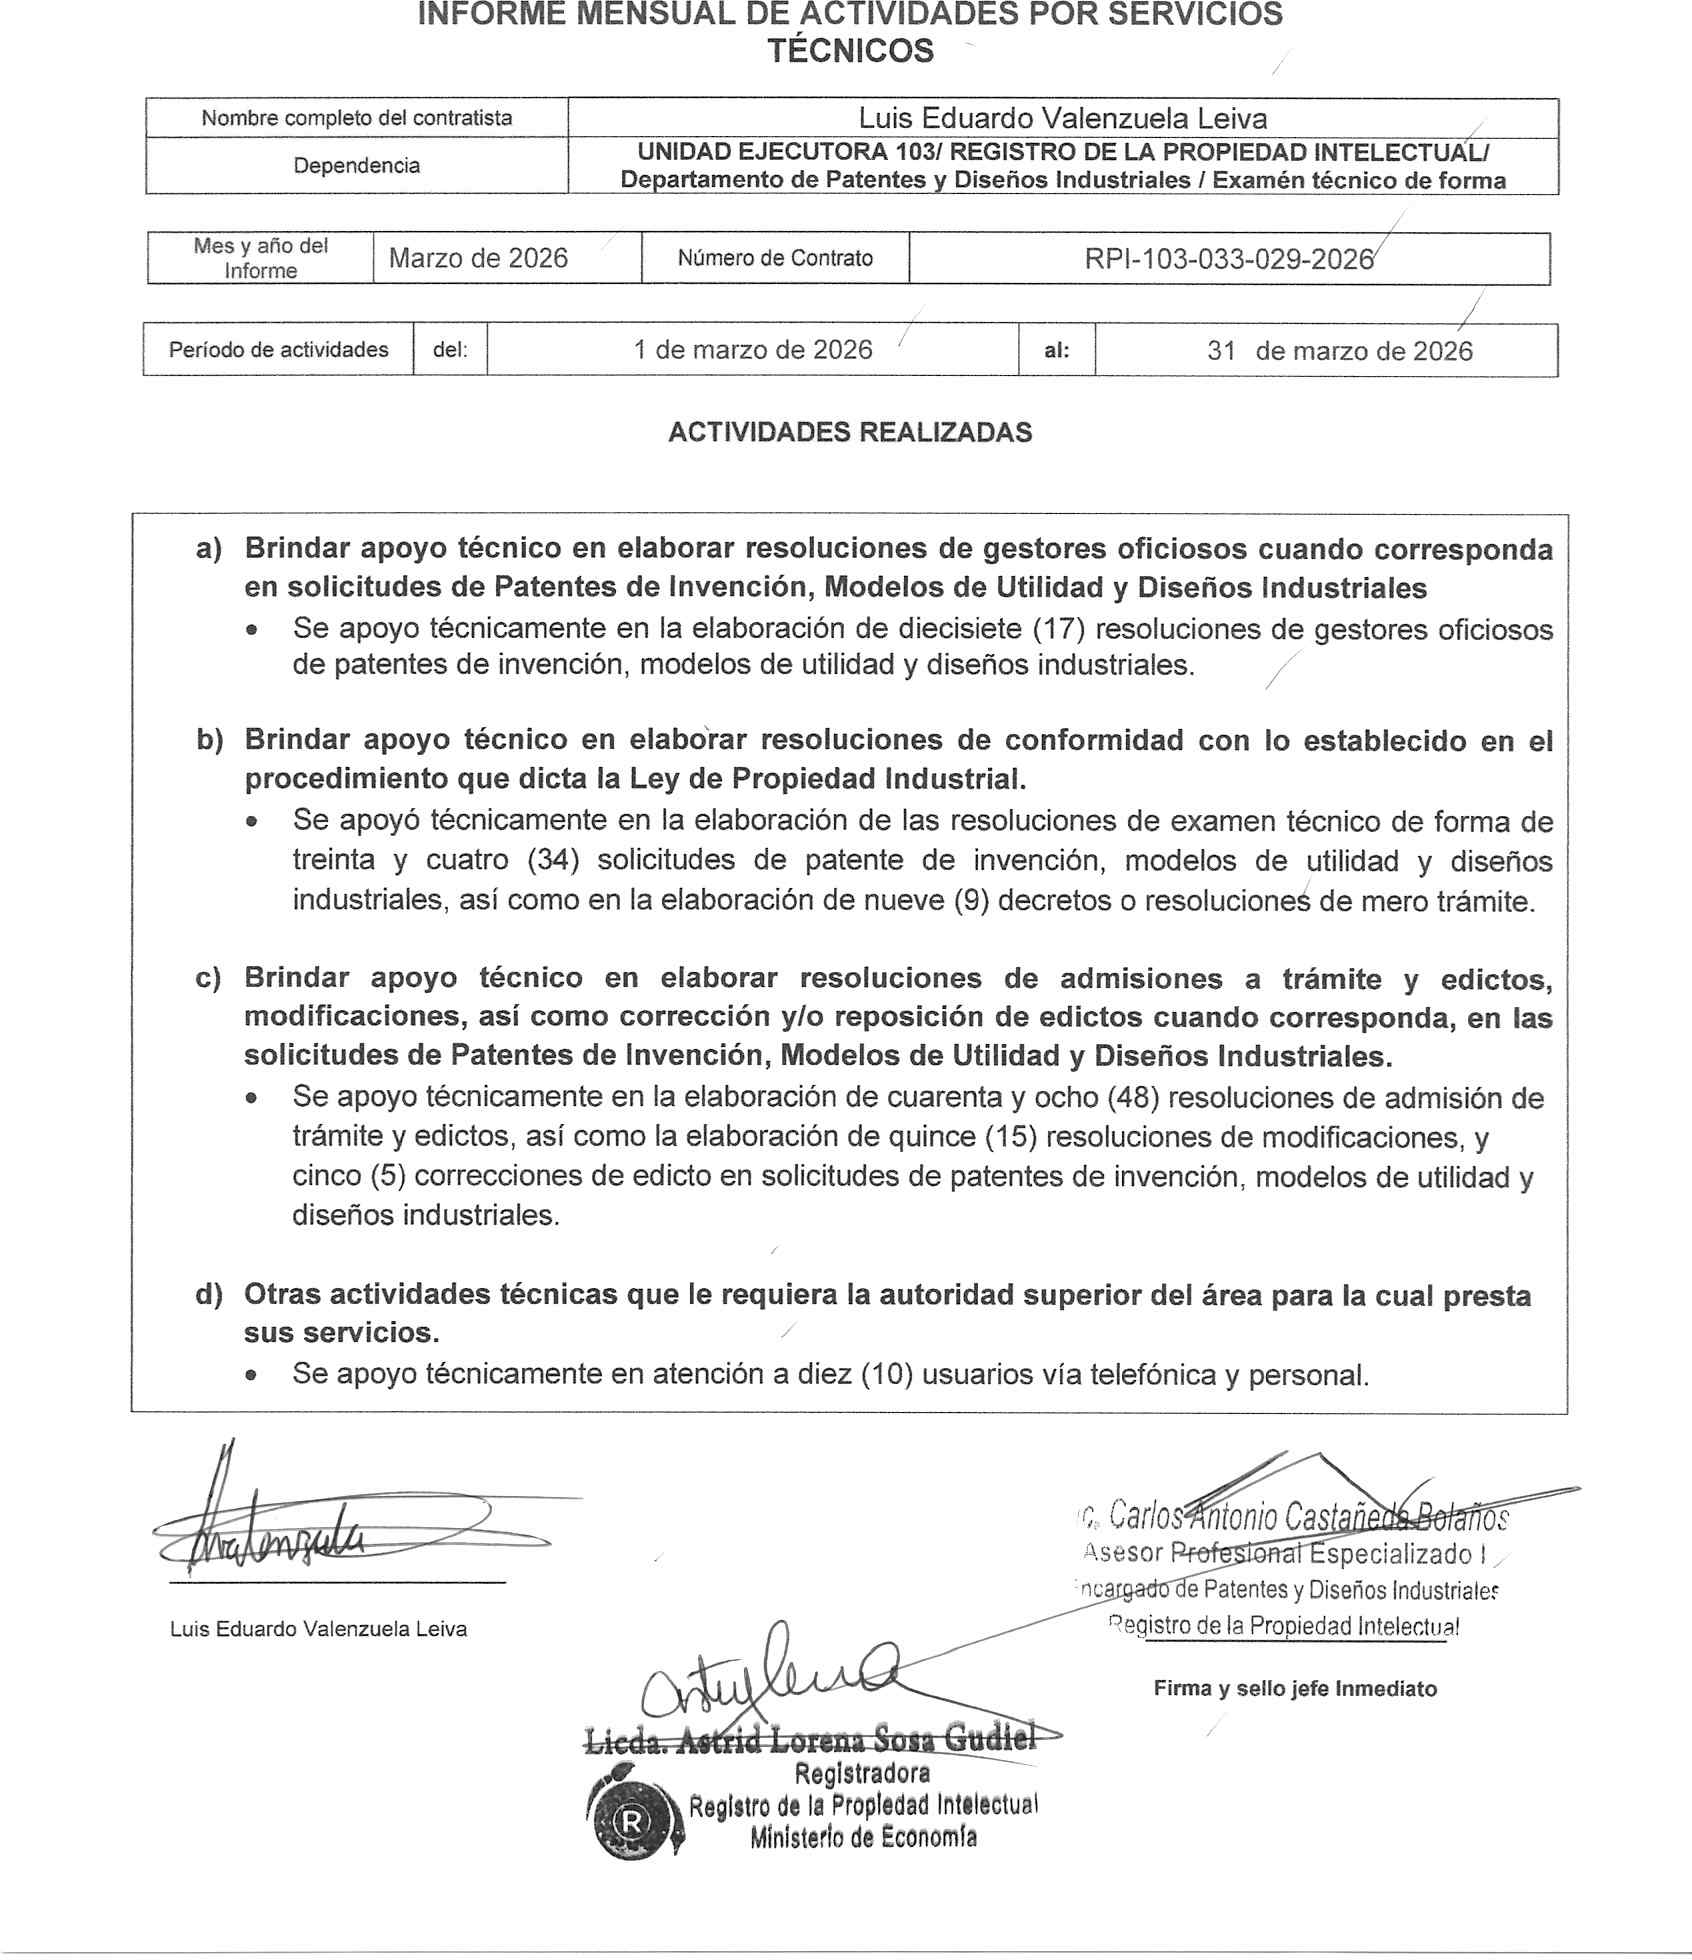 INFORME MENSUAL DE ACTIVIDADES POR SERVICIOS
TÉCNICOS
Nombre completo del contratista
Luis Eduardo Valenzuela Leiva
Dependencia
UNIDAD EJECUTORA 103/ REGISTRO DE LA PROPIEDAD INTELECTUAL/
Departamento de Patentes y Diseños Industriales / Examén técnico de forma
Mes y año del
Informe
Marzo de 2026
Número de Contrato
RPI-103-033-029-2026
Período de actividades
del:
1 de marzo de 2026
al:
31 de marzo de 2026
ACTIVIDADES REALIZADAS
a) Brindar apoyo técnico en elaborar resoluciones de gestores oficiosos cuando corresponda
en solicitudes de Patentes de Invención, Modelos de Utilidad y Diseños Industriales
• Se apoyo técnicamente en la elaboración de diecisiete (17) resoluciones de gestores oficiosos
de patentes de invención, modelos de utilidad y diseños industriales.
b) Brindar apoyo técnico en elaborar resoluciones de conformidad con lo establecido en el
procedimiento que dicta la Ley de Propiedad Industrial.
• Se apoyó técnicamente en la elaboración de las resoluciones de examen técnico de forma de
treinta y cuatro (34) solicitudes de patente de invención, modelos de utilidad y diseños
industriales, así como en la elaboración de nueve (9) decretos o resoluciones de mero trámite.
c) Brindar apoyo técnico en elaborar resoluciones de admisiones a trámite y edictos,
modificaciones, así como corrección y/o reposición de edictos cuando corresponda, en las
solicitudes de Patentes de Invención, Modelos de Utilidad y Diseños Industriales.
• Se apoyo técnicamente en la elaboración de cuarenta y ocho (48) resoluciones de admisión de
trámite y edictos, así como la elaboración de quince (15) resoluciones de modificaciones, y
cinco (5) correcciones de edicto en solicitudes de patentes de invención, modelos de utilidad y
diseños industriales.
d) Otras actividades técnicas que le requiera la autoridad superior del área para la cual presta
sus servicios.
• Se apoyo técnicamente en atención a diez (10) usuarios vía telefónica y personal.
Valenzuela
Luis Eduardo Valenzuela Leiva
c. Carlos Antonio Castañeda Bolaños
Asesor Profesional Especializado I
ncargado de Patentes y Diseños Industriales
Registro de la Propiedad Intelectual
Firma y sello jefe Inmediato
Licda. Astrid Lorena Sosa Gudiel
Registradora
Registro de la Propiedad Intelectual
Ministerio de Economía
R